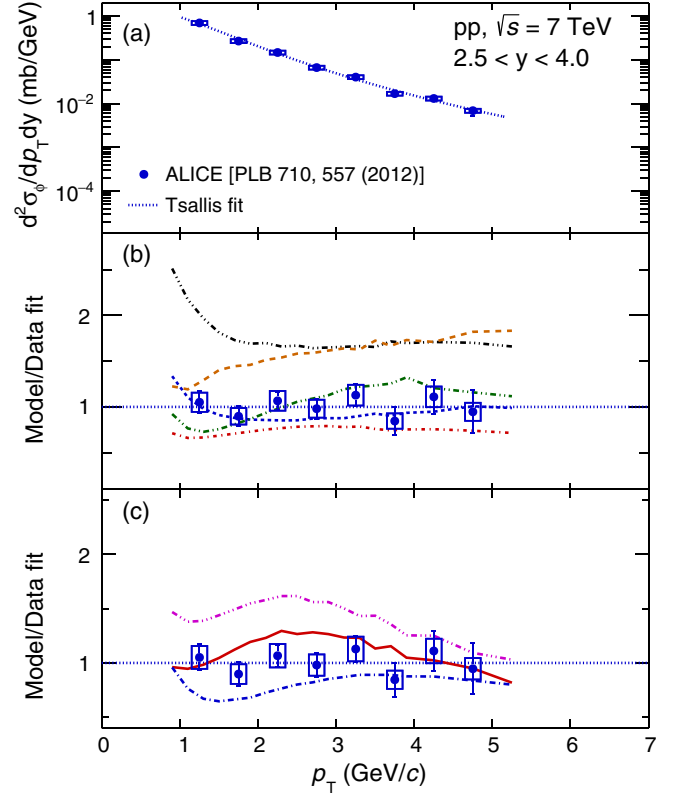 (a)
pp, √s = 7 TeV
2.5 < y < 4.0
d²σ_ϕ/dp_T dy (mb/GeV)
1
10⁻²
10⁻⁴
ALICE [PLB 710, 557 (2012)]
Tsallis fit
(b)
Model/Data fit
2
1
(c)
Model/Data fit
2
1
0 1 2 3 4 5 6 7
p_T (GeV/c)